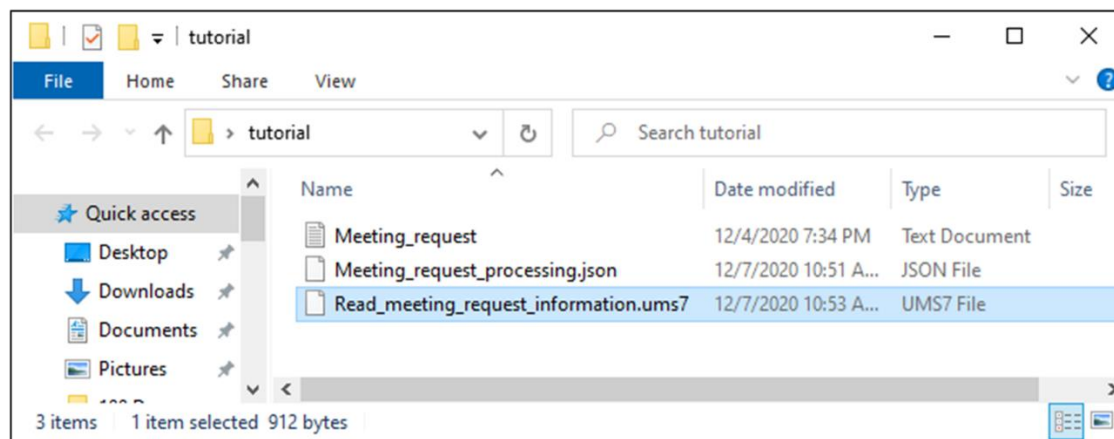 tutorial
File Home Share View
tutorial Search tutorial
Name Date modified Type Size
Quick access
Desktop
Downloads
Documents
Pictures
Meeting_request 12/4/2020 7:34 PM Text Document
Meeting_request_processing.json 12/7/2020 10:51 A... JSON File
Read_meeting_request_information.ums7 12/7/2020 10:53 A... UMS7 File
3 items 1 item selected 912 bytes